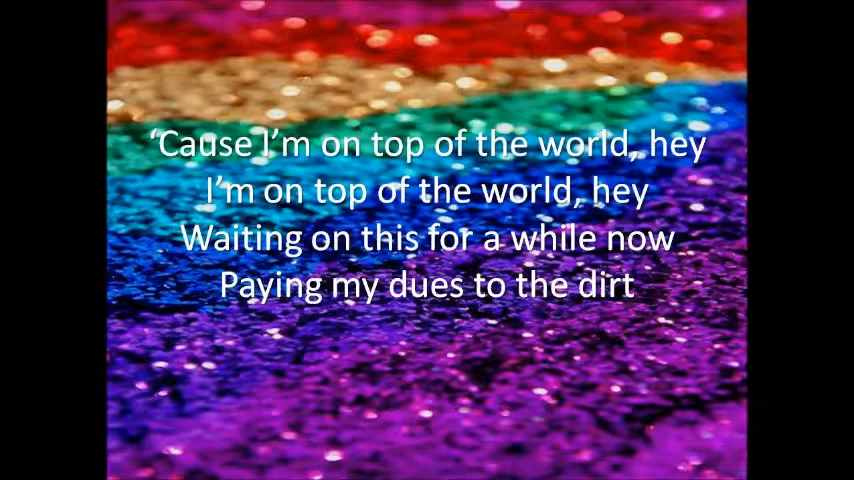 ‘Cause I’m on top of the world, hey
I’m on top of the world, hey
Waiting on this for a while now
Paying my dues to the dirt